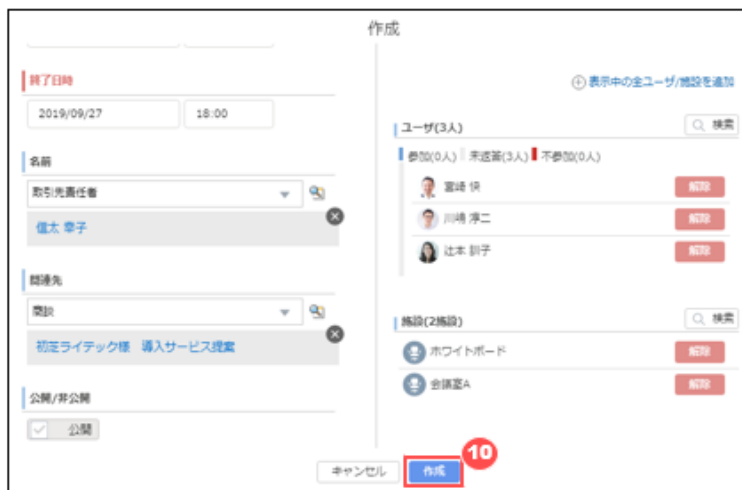 作成
終了日時
2019/09/27 18:00
名前
取引先責任者
信太 幸子
関連先
商談
初芝ライテック様 導入サービス提案
公開/非公開
公開
表示中の全ユーザ/施設を追加
ユーザ(3人) 検索
参加(0人) 未返答(3人) 不参加(0人)
宮崎 快 解除
川嶋 淳二 解除
辻本 訓子 解除
施設(2施設) 検索
ホワイトボード 解除
会議室A 解除
キャンセル 作成
10